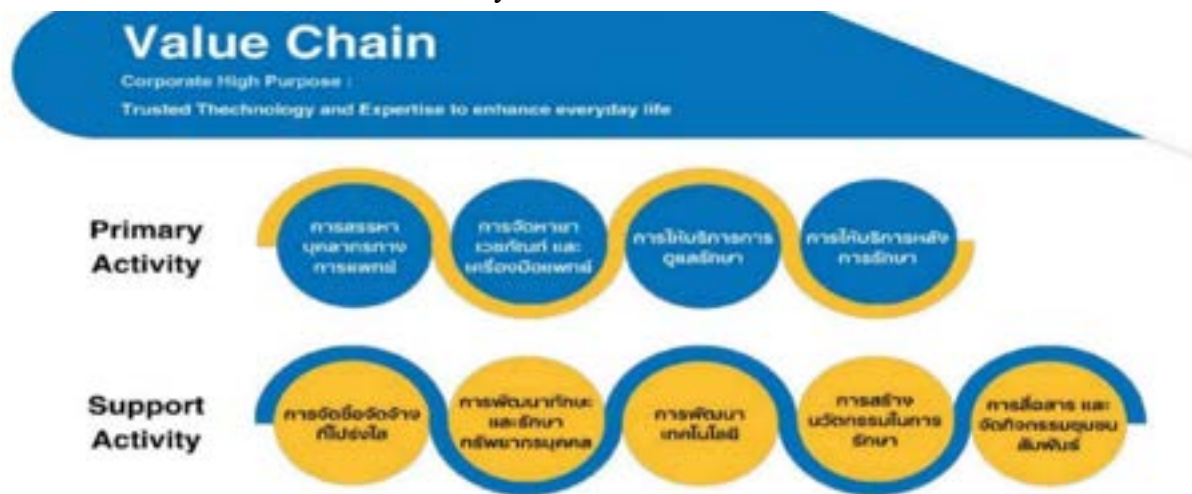 Value Chain
Corporate High Purpose :
Trusted Thechnology and Expertise to enhance everyday life
Primary
Activity
การสรรหา
บุคลากรทาง
การแพทย์
การจัดหายา
เวชภัณฑ์ และ
เครื่องมือแพทย์
การให้บริการการ
ดูแลรักษา
การให้บริการหลัง
การรักษา
Support
Activity
การจัดซื้อจัดจ้าง
ที่โปร่งใส
การพัฒนาทักษะ
และรักษา
ทรัพยากรบุคคล
การพัฒนา
เทคโนโลยี
การสร้าง
นวัตกรรมในการ
รักษา
การสื่อสาร และ
จัดกิจกรรมชุมชน
สัมพันธ์